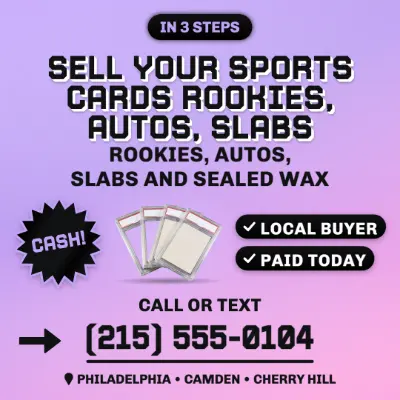 IN 3 STEPS
SELL YOUR SPORTS
CARDS ROOKIES,
AUTOS, SLABS
ROOKIES, AUTOS,
SLABS AND SEALED WAX
CASH!
✓ LOCAL BUYER
✓ PAID TODAY
CALL OR TEXT
(215) 555-0104
PHILADELPHIA • CAMDEN • CHERRY HILL